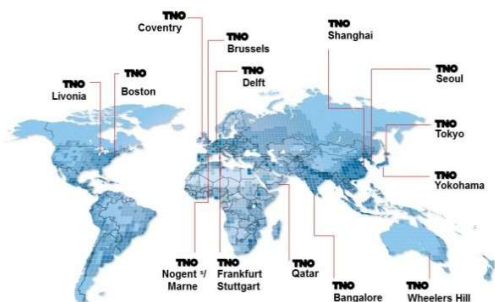 TNO
Coventry
TNO
Brussels
TNO
Shanghai
TNO
Livonia
TNO
Boston
TNO
Delft
TNO
Seoul
TNO
Tokyo
TNO
Yokohama
TNO
Nogent s/
Marne
TNO
Frankfurt
Stuttgart
TNO
Qatar
TNO
Bangalore
TNO
Wheelers Hill